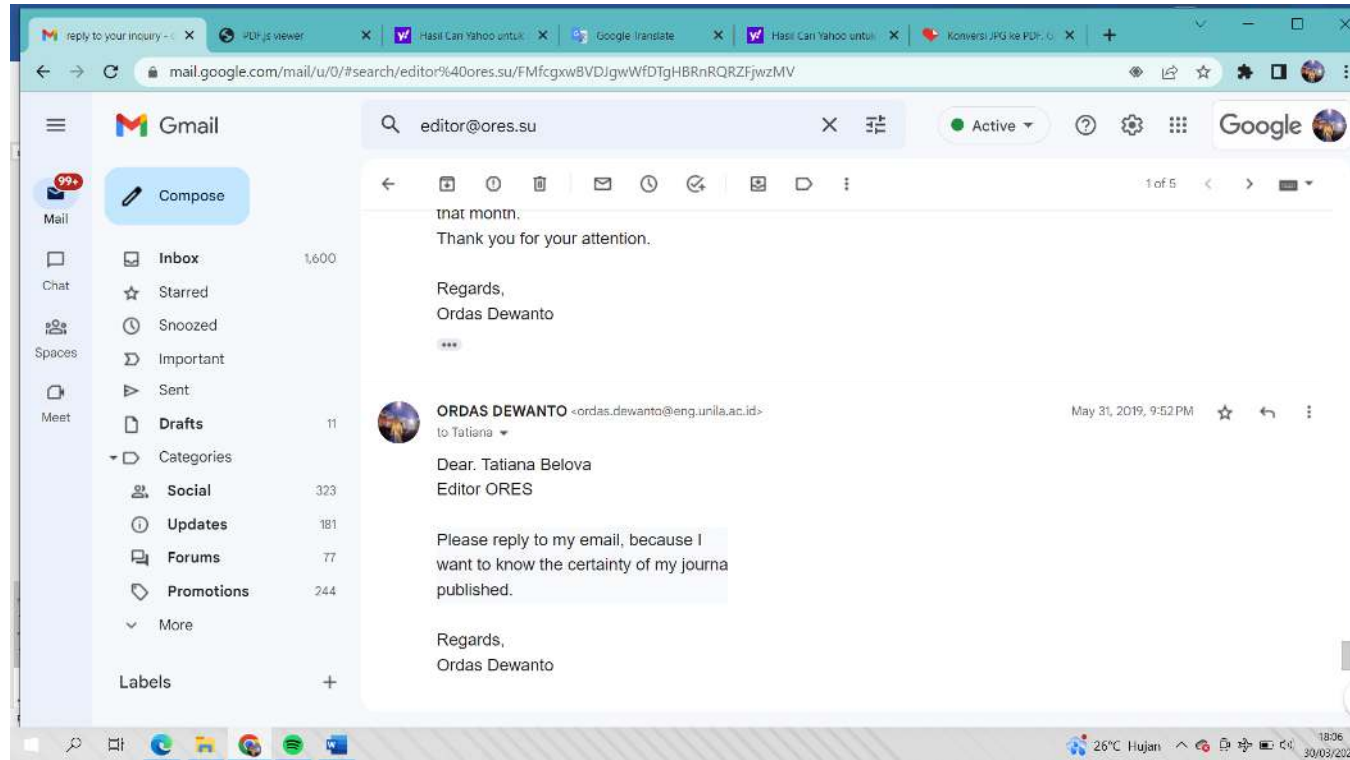 reply to your inquiry -
PDF.js viewer
Hasil Cari Yahoo untuk
Google Translate
Hasil Cari Yahoo untuk
Konversi JPG ke PDF. G
mail.google.com/mail/u/0/#search/editor%40ores.su/FMfcgxwBVDJgwWfDTgHBRnRQRZFjwzMV
Gmail
editor@ores.su
Active
Google
99+
Mail
Compose
1 of 5
that month.
Thank you for your attention.
Inbox 1,600
Chat
Starred
Regards,
Ordas Dewanto
Snoozed
Spaces
Important
Sent
Meet
Drafts 11
ORDAS DEWANTO <ordas.dewanto@eng.unila.ac.id>
May 31, 2019, 9:52 PM
to Tatiana
Categories
Dear. Tatiana Belova
Editor ORES
Social 323
Updates 181
Please reply to my email, because I
want to know the certainty of my journa
published.
Forums 77
Promotions 244
More
Regards,
Ordas Dewanto
Labels
26°C Hujan
18:06
30/03/202